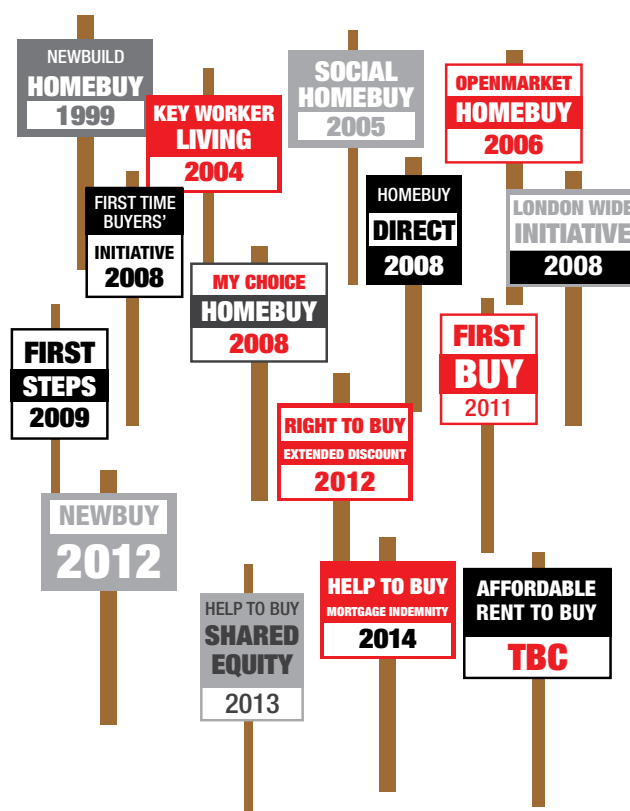 NEWBUILD
HOMEBUY
1999
KEY WORKER
LIVING
2004
SOCIAL
HOMEBUY
2005
OPENMARKET
HOMEBUY
2006
FIRST TIME
BUYERS'
INITIATIVE
2008
MY CHOICE
HOMEBUY
2008
HOMEBUY
DIRECT
2008
LONDON WIDE
INITIATIVE
2008
FIRST
STEPS
2009
FIRST
BUY
2011
RIGHT TO BUY
EXTENDED DISCOUNT
2012
NEWBUY
2012
HELP TO BUY
SHARED
EQUITY
2013
HELP TO BUY
MORTGAGE INDEMNITY
2014
AFFORDABLE
RENT TO BUY
TBC